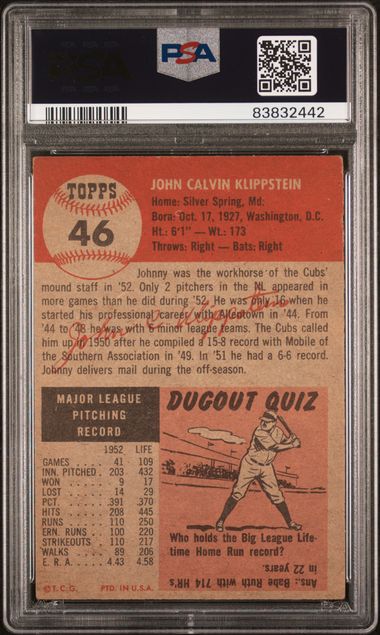 PSA
PSA
83832442
TOPPS
46
JOHN CALVIN KLIPPSTEIN
Home: Silver Spring, Md:
Born: Oct. 17, 1927, Washington, D.C.
Ht.: 6'1" — Wt.: 173
Throws: Right — Bats: Right
Johnny was the workhorse of the Cubs'
mound staff in '52. Only 2 pitchers in the NL appeared in
more games than he did during '52. He was only 16 when he
started his professional career with Allentown in '44. From
'44 to '48 he was with 6 minor league teams. The Cubs called
him up in 1950 after he compiled a 15-8 record with Mobile of
the Southern Association in '49. In '51 he had a 6-6 record.
Johnny delivers mail during the off-season.
John C Klippstein
MAJOR LEAGUE
PITCHING
RECORD
1952 LIFE
GAMES 41 109
INN. PITCHED 203 432
WON 9 17
LOST 14 29
PCT. .391 .370
HITS 208 445
RUNS 110 250
ERN. RUNS 100 220
STRIKEOUTS 110 217
WALKS 89 206
E. R. A. 4.43 4.58
©T.C.G. PTD. IN U.S.A.
DUGOUT QUIZ
Who holds the Big League Life-
time Home Run record?
Ans.: Babe Ruth with 714 HR's
in 22 years.